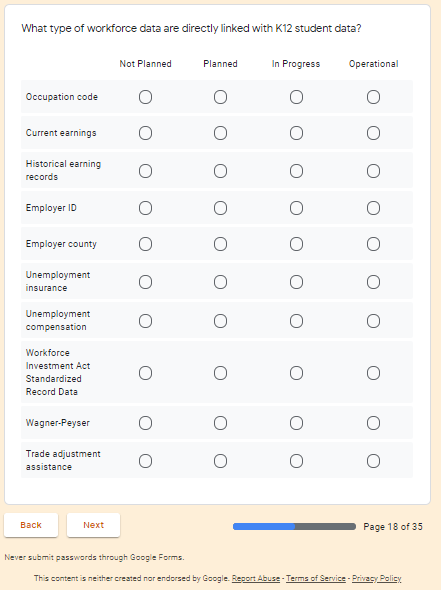 What type of workforce data are directly linked with K12 student data?
Not Planned Planned In Progress Operational
Occupation code
Current earnings
Historical earning
records
Employer ID
Employer county
Unemployment
insurance
Unemployment
compensation
Workforce
Investment Act
Standardized
Record Data
Wagner-Peyser
Trade adjustment
assistance
Back Next Page 18 of 35
Never submit passwords through Google Forms.
This content is neither created nor endorsed by Google. Report Abuse - Terms of Service - Privacy Policy